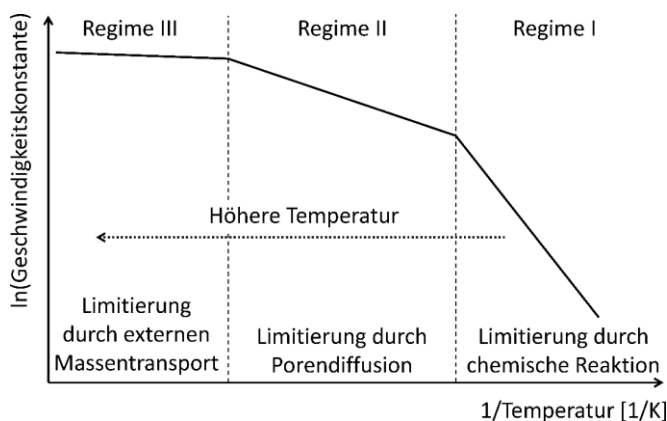 Regime III
Regime II
Regime I
ln(Geschwindigkeitskonstante)
Höhere Temperatur
Limitierung
durch externen
Massentransport
Limitierung durch
Porendiffusion
Limitierung durch
chemische Reaktion
1/Temperatur [1/K]